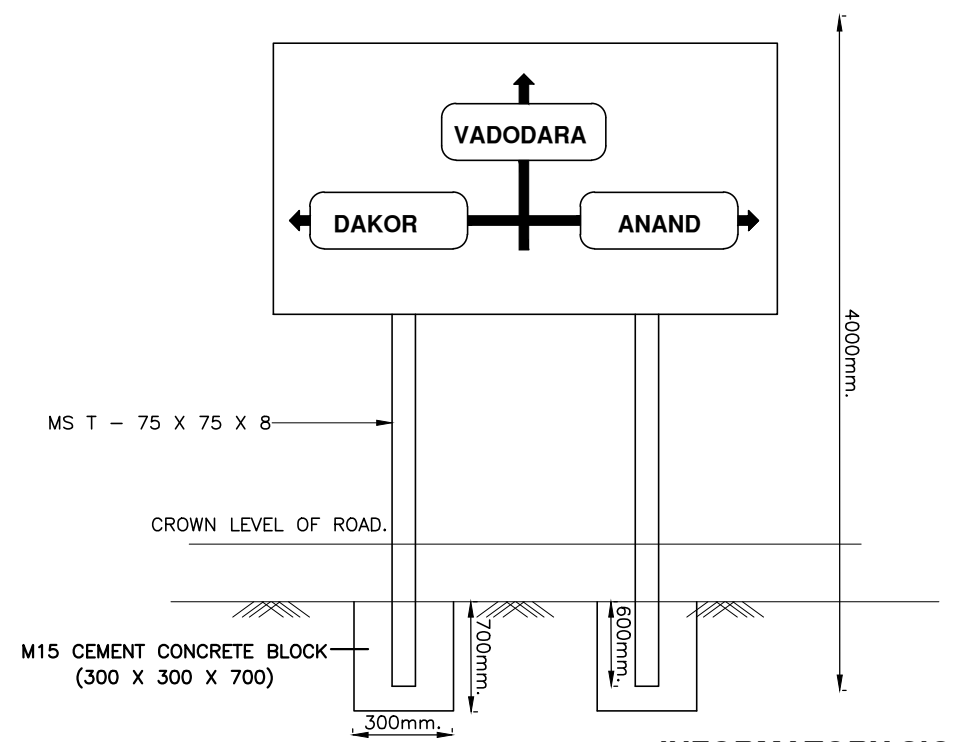 VADODARA
DAKOR
ANAND
4000mm.
MS T - 75 X 75 X 8
CROWN LEVEL OF ROAD.
M15 CEMENT CONCRETE BLOCK
(300 X 300 X 700)
700mm.
600mm.
300mm.